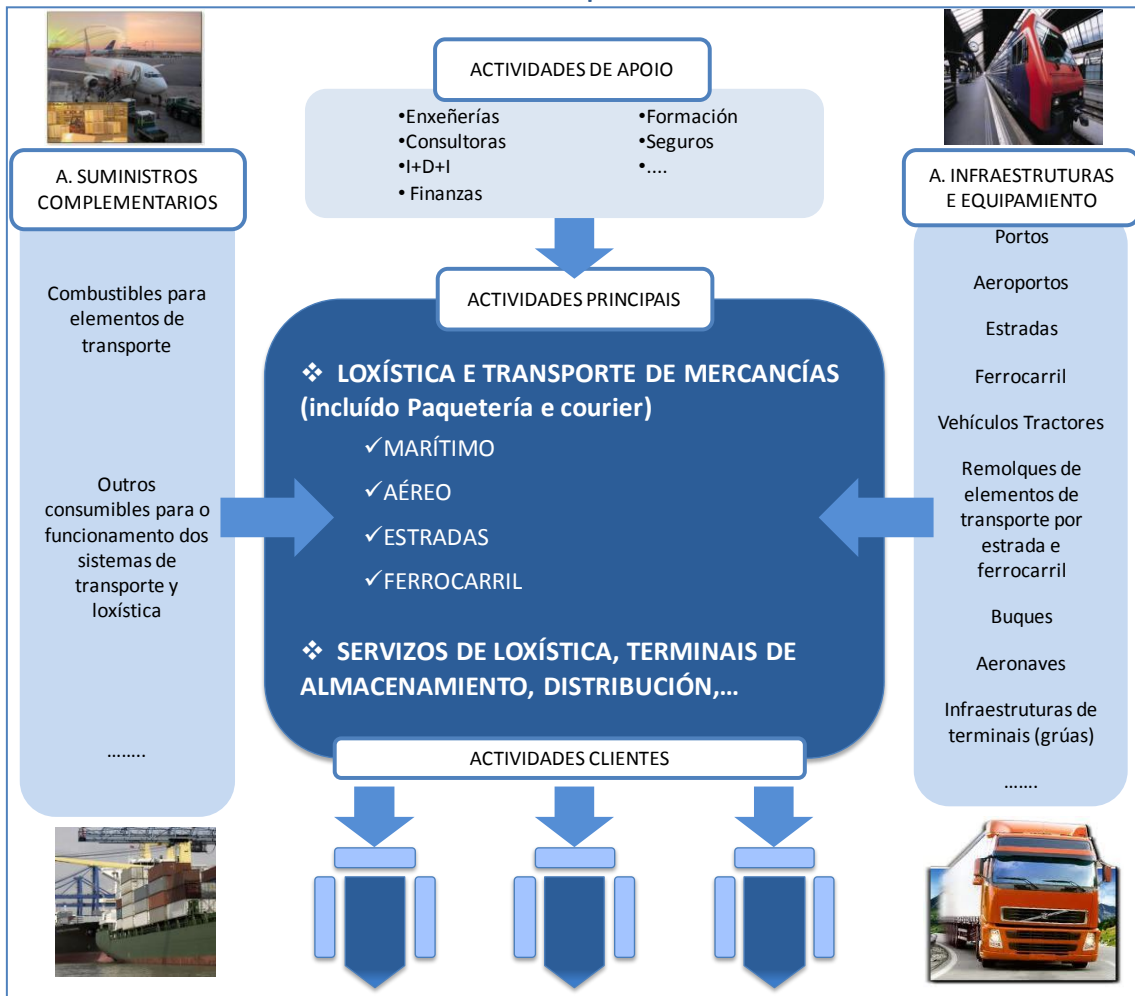 ACTIVIDADES DE APOIO
•Enxeñerías
•Consultoras
•I+D+I
• Finanzas
•Formación
•Seguros
•....
A. SUMINISTROS
COMPLEMENTARIOS
Combustibles para
elementos de
transporte
Outros
consumibles para o
funcionamento dos
sistemas de
transporte y
loxística
........
ACTIVIDADES PRINCIPAIS
❖ LOXÍSTICA E TRANSPORTE DE MERCANCÍAS
(incluído Paquetería e courier)
✓MARÍTIMO
✓AÉREO
✓ESTRADAS
✓FERROCARRIL
❖ SERVIZOS DE LOXÍSTICA, TERMINAIS DE
ALMACENAMIENTO, DISTRIBUCIÓN,...
A. INFRAESTRUTURAS
E EQUIPAMIENTO
Portos
Aeroportos
Estradas
Ferrocarril
Vehículos Tractores
Remolques de
elementos de
transporte por
estrada e
ferrocarril
Buques
Aeronaves
Infraestruturas de
terminais (grúas)
.......
ACTIVIDADES CLIENTES